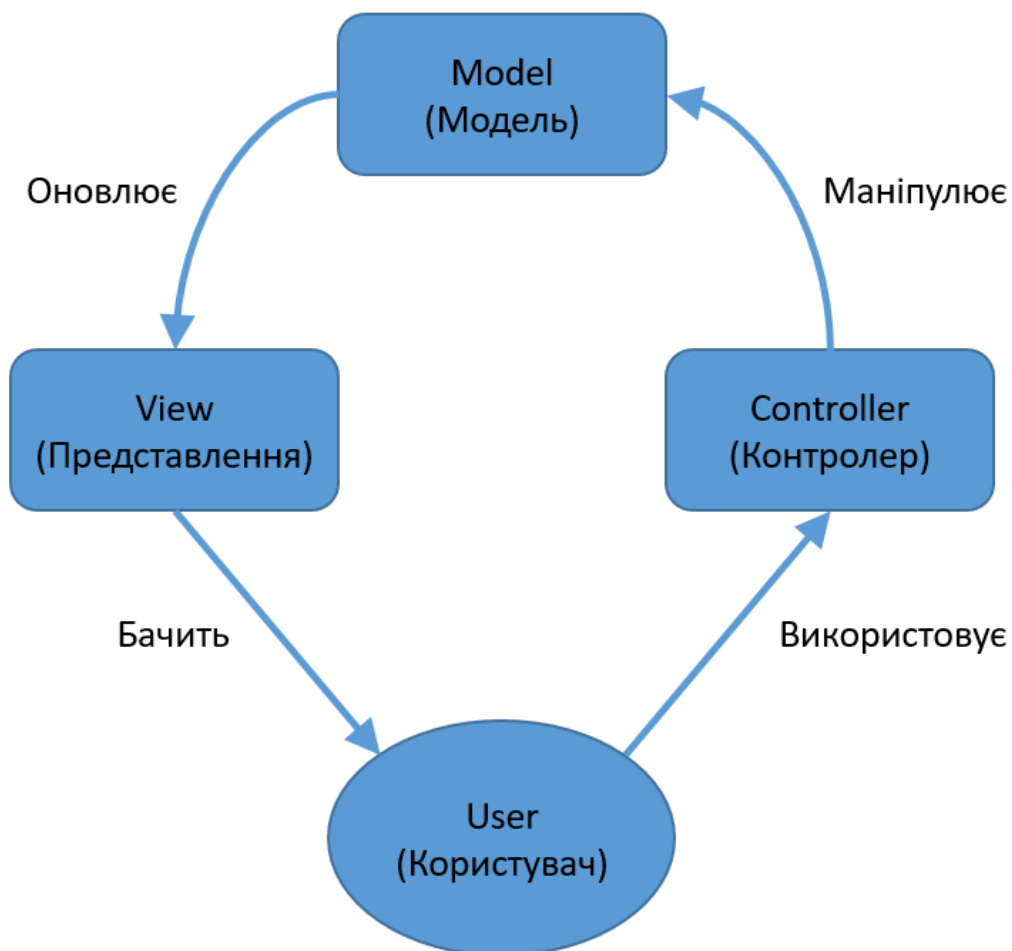 Model
(Модель)
Оновлює
Маніпулює
View
(Представлення)
Controller
(Контролер)
Бачить
Використовує
User
(Користувач)